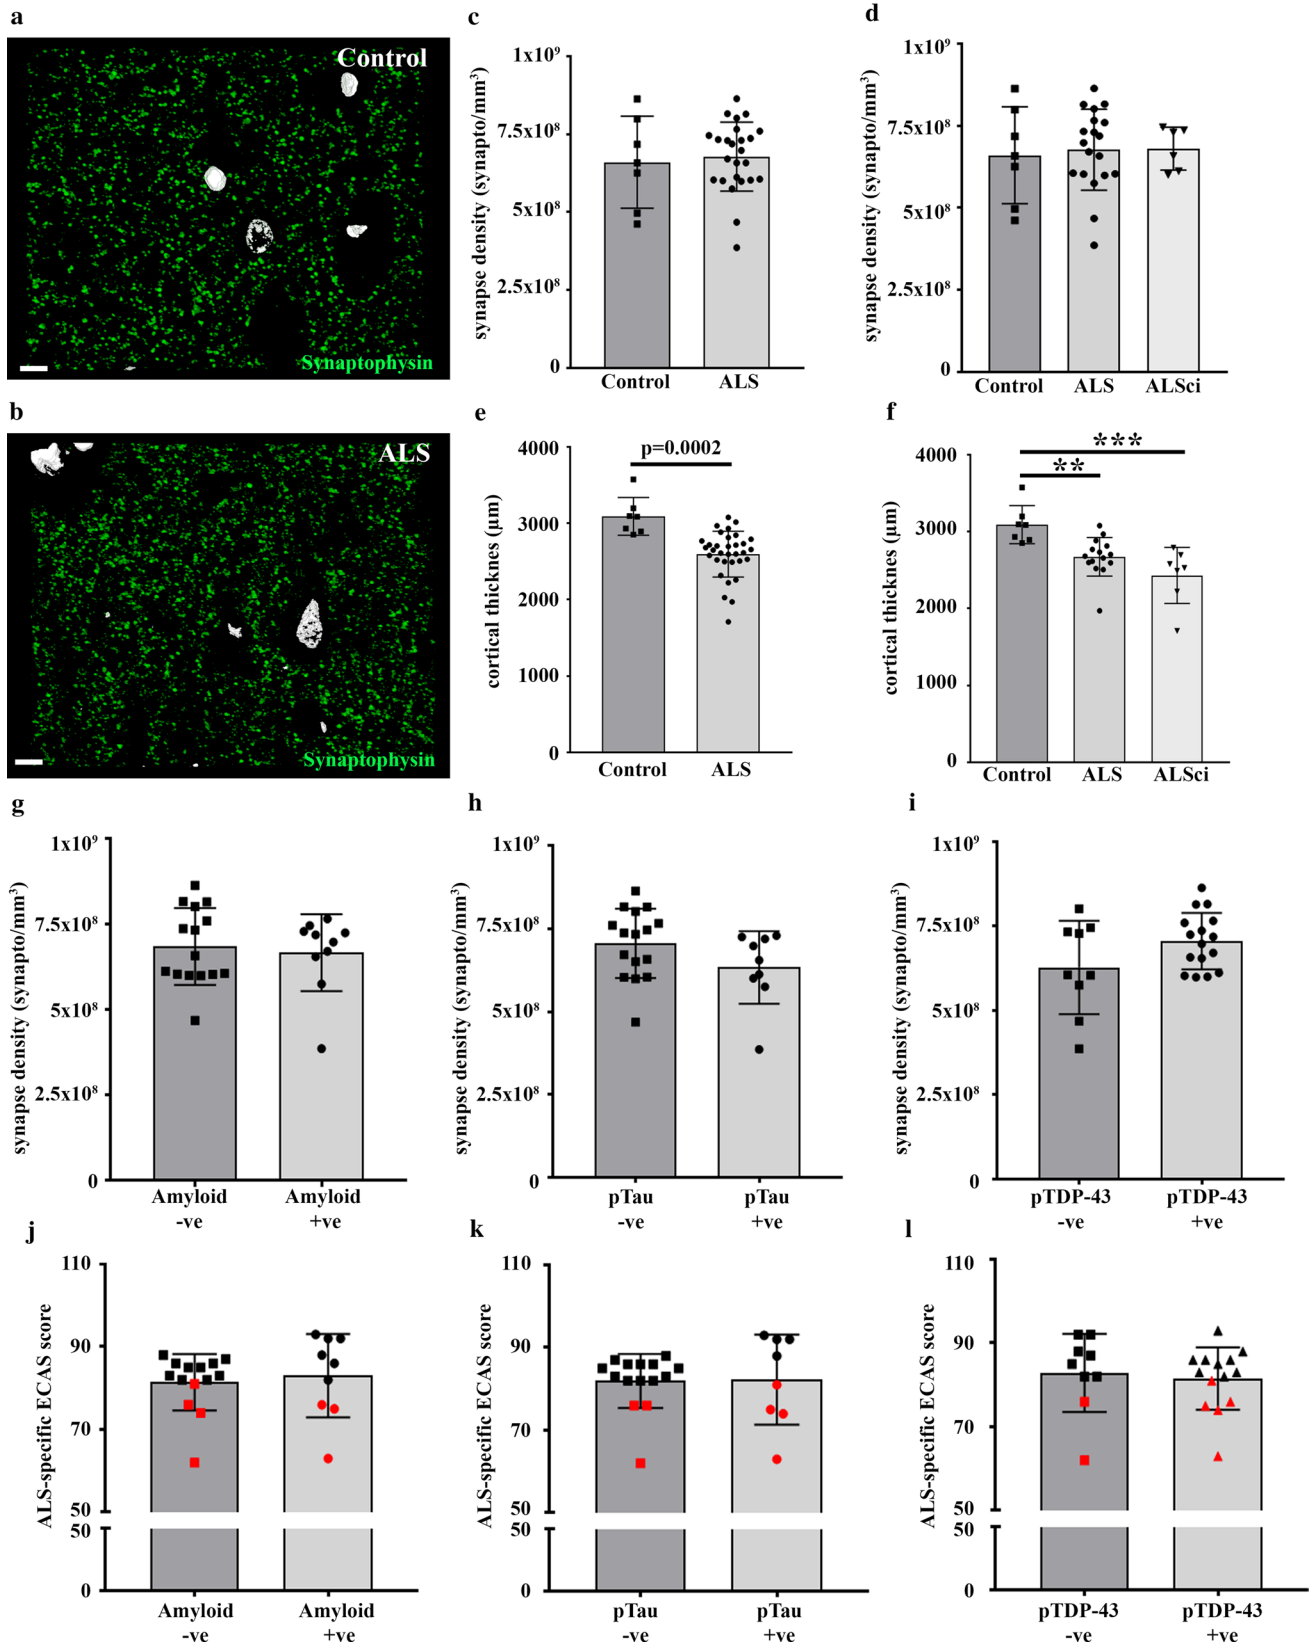 a
Control
Synaptophysin
b
ALS
Synaptophysin
c
synapse density (synapto/mm³)
1x10⁹
7.5x10⁸
5x10⁸
2.5x10⁸
0
Control ALS
d
synapse density (synapto/mm³)
1x10⁹
7.5x10⁸
5x10⁸
2.5x10⁸
0
Control ALS ALSci
e
cortical thicknes (μm)
4000
3000
2000
1000
0
p=0.0002
Control ALS
f
cortical thicknes (μm)
4000
3000
2000
1000
0
***
**
Control ALS ALSci
g
synapse density (synapto/mm³)
1x10⁹
7.5x10⁸
5x10⁸
2.5x10⁸
0
Amyloid Amyloid
-ve +ve
h
synapse density (synapto/mm³)
1x10⁹
7.5x10⁸
5x10⁸
2.5x10⁸
0
pTau pTau
-ve +ve
i
synapse density (synapto/mm³)
1x10⁹
7.5x10⁸
5x10⁸
2.5x10⁸
0
pTDP-43 pTDP-43
-ve +ve
j
ALS-specific ECAS score
110
90
70
50
50
0
Amyloid Amyloid
-ve +ve
k
ALS-specific ECAS score
110
90
70
50
50
0
pTau pTau
-ve +ve
l
ALS-specific ECAS score
110
90
70
50
50
0
pTDP-43 pTDP-43
-ve +ve